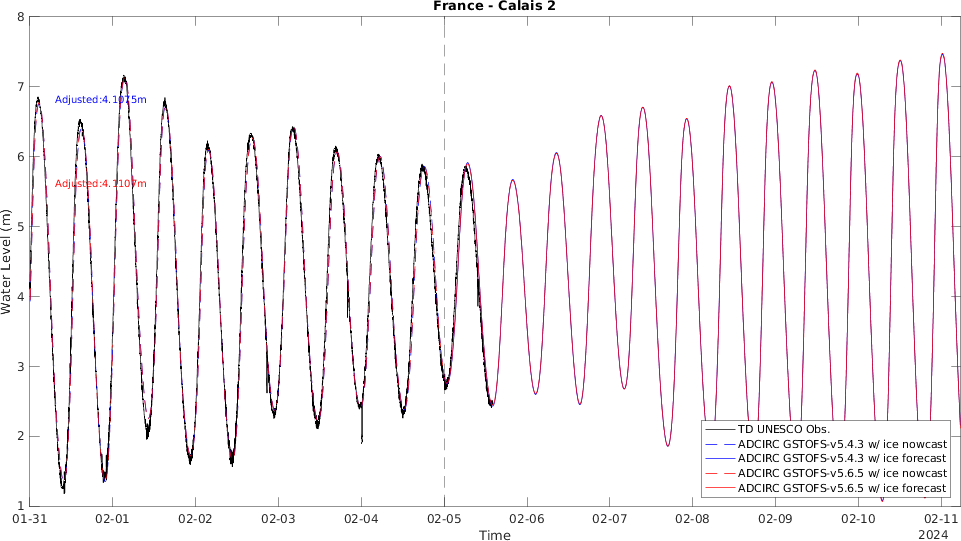 France - Calais 2
8
7
6
5
4
3
2
1
Water Level (m)
Adjusted:4.1075m
Adjusted:4.1107m
TD UNESCO Obs.
ADCIRC GSTOFS-v5.4.3 w/ ice nowcast
ADCIRC GSTOFS-v5.4.3 w/ ice forecast
ADCIRC GSTOFS-v5.6.5 w/ ice nowcast
ADCIRC GSTOFS-v5.6.5 w/ ice forecast
01-31 02-01 02-02 02-03 02-04 02-05 02-06 02-07 02-08 02-09 02-10 02-11
Time
2024